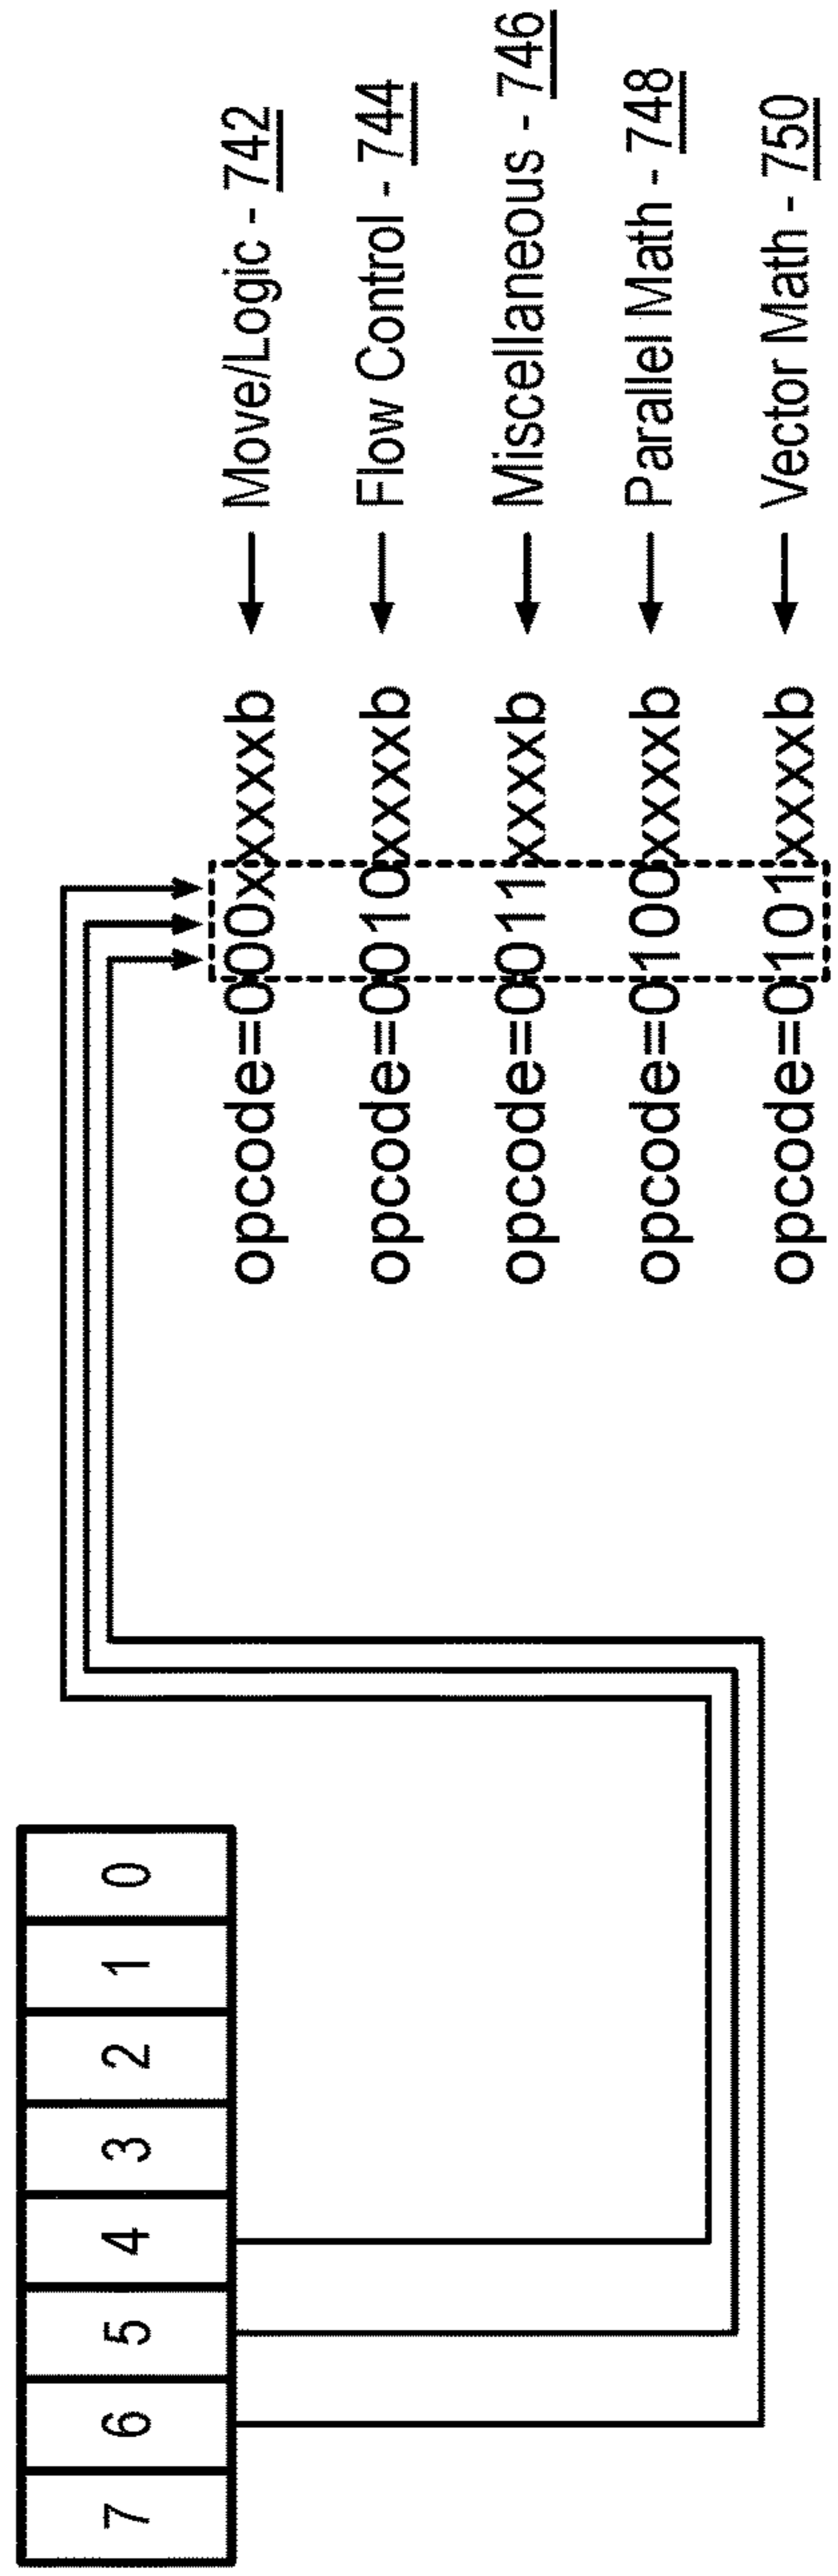 7 6 5 4 3 2 1 0
opcode=000xxxxxb Move/Logic - 742
opcode=0010xxxxb Flow Control - 744
opcode=0011xxxxb Miscellaneous - 746
opcode=0100xxxxb Parallel Math - 748
opcode=0101xxxxb Vector Math - 750